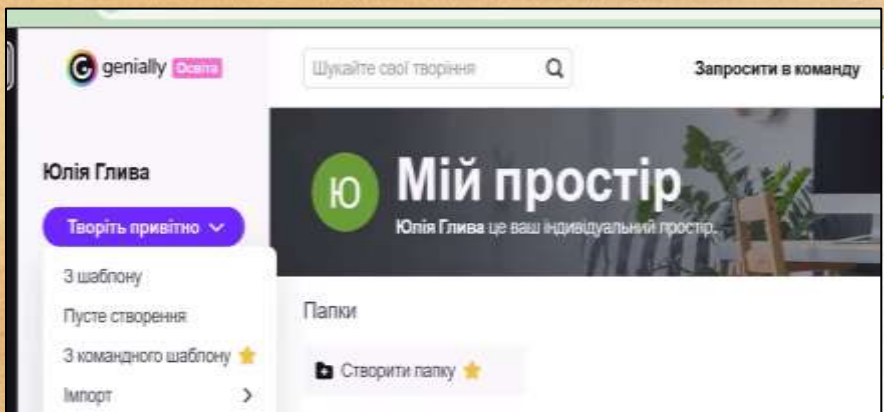 genially Освіта
Шукайте свої творіння
Запросити в команду
Юлія Глива
Творіть привітно
З шаблону
Пусте створення
З командного шаблону
Імпорт
Ю
Мій простір
Юлія Глива це ваш індивідуальний простір.
Папки
Створити папку